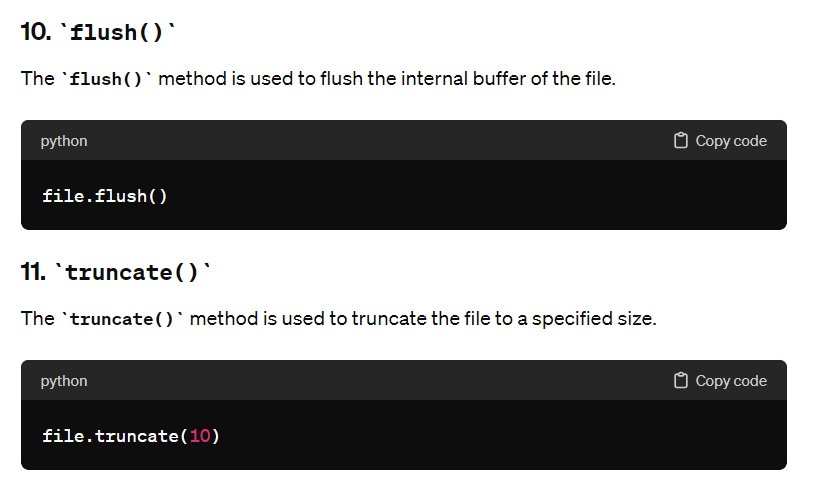 10. `flush()`
The `flush()` method is used to flush the internal buffer of the file.
python
Copy code
file.flush()
11. `truncate()`
The `truncate()` method is used to truncate the file to a specified size.
python
Copy code
file.truncate(10)